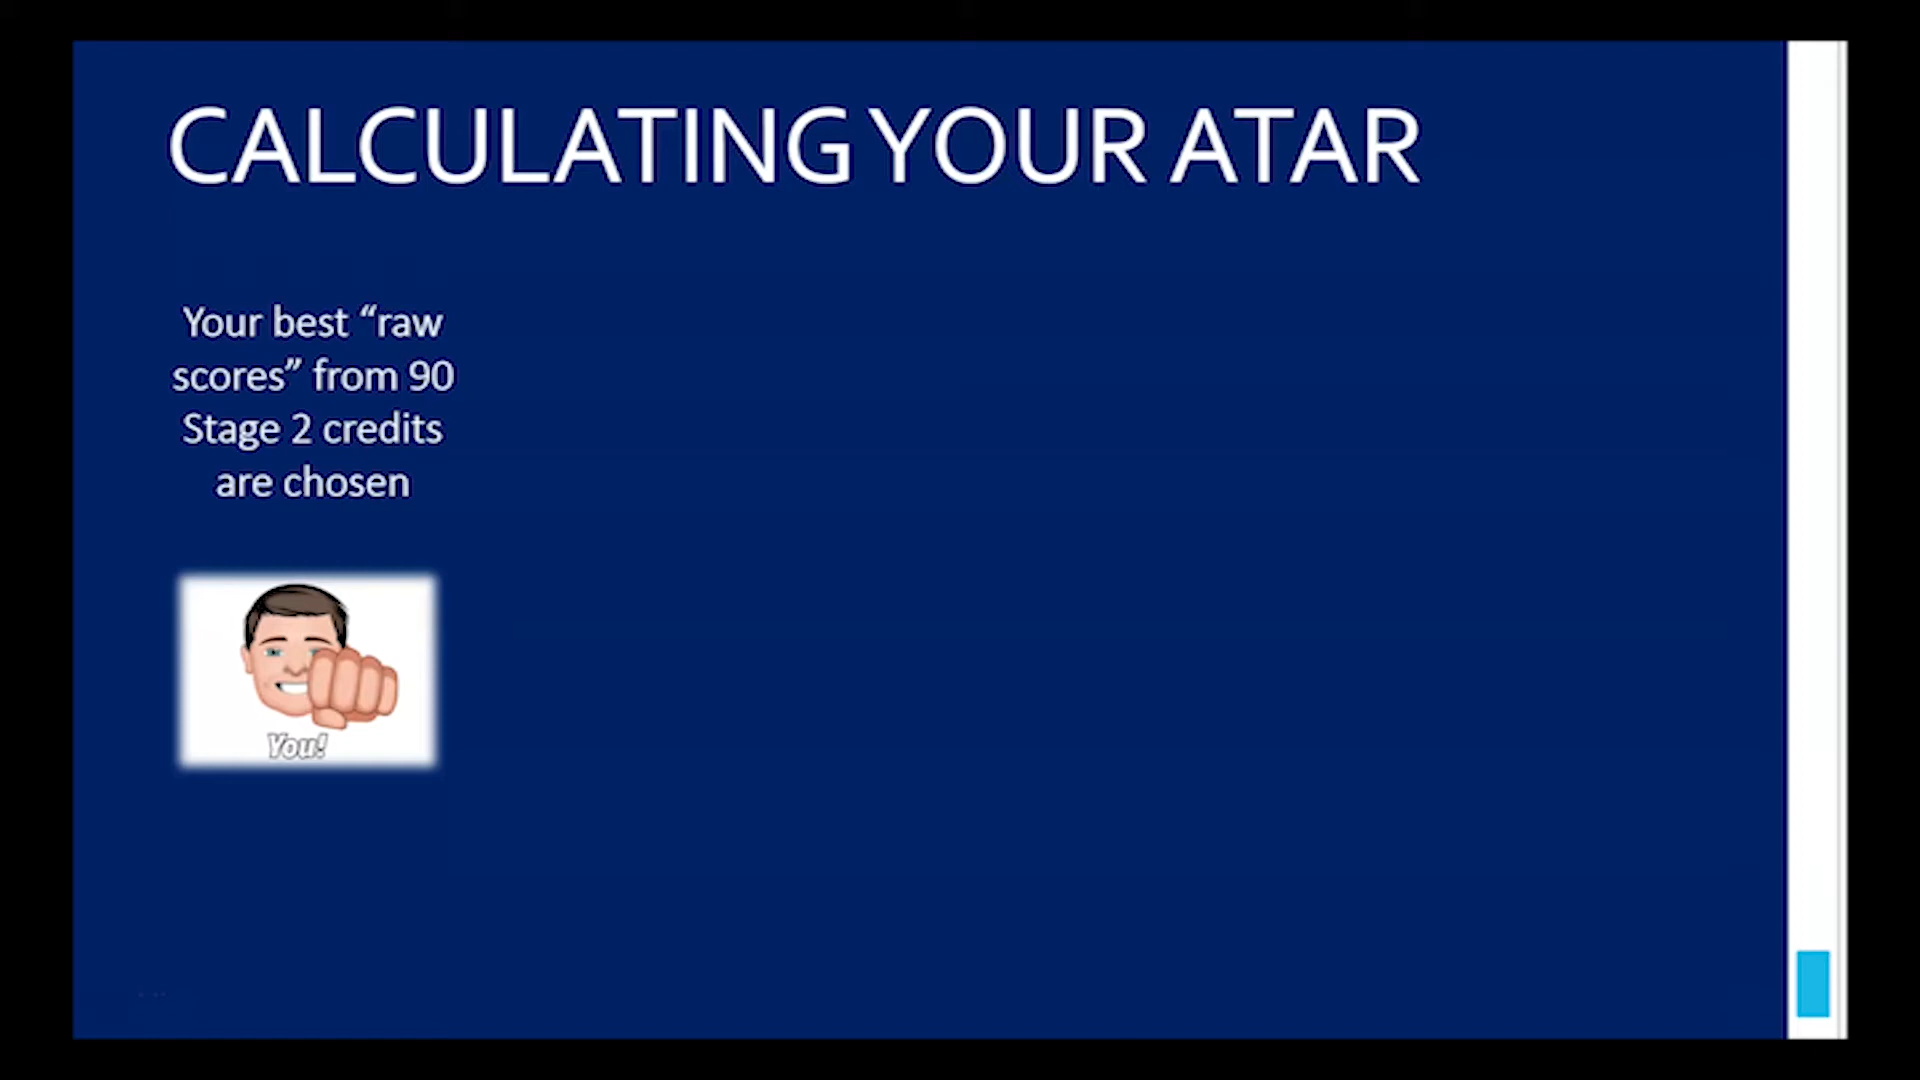 CALCULATING YOUR ATAR
Your best “raw
scores” from 90
Stage 2 credits
are chosen
You!